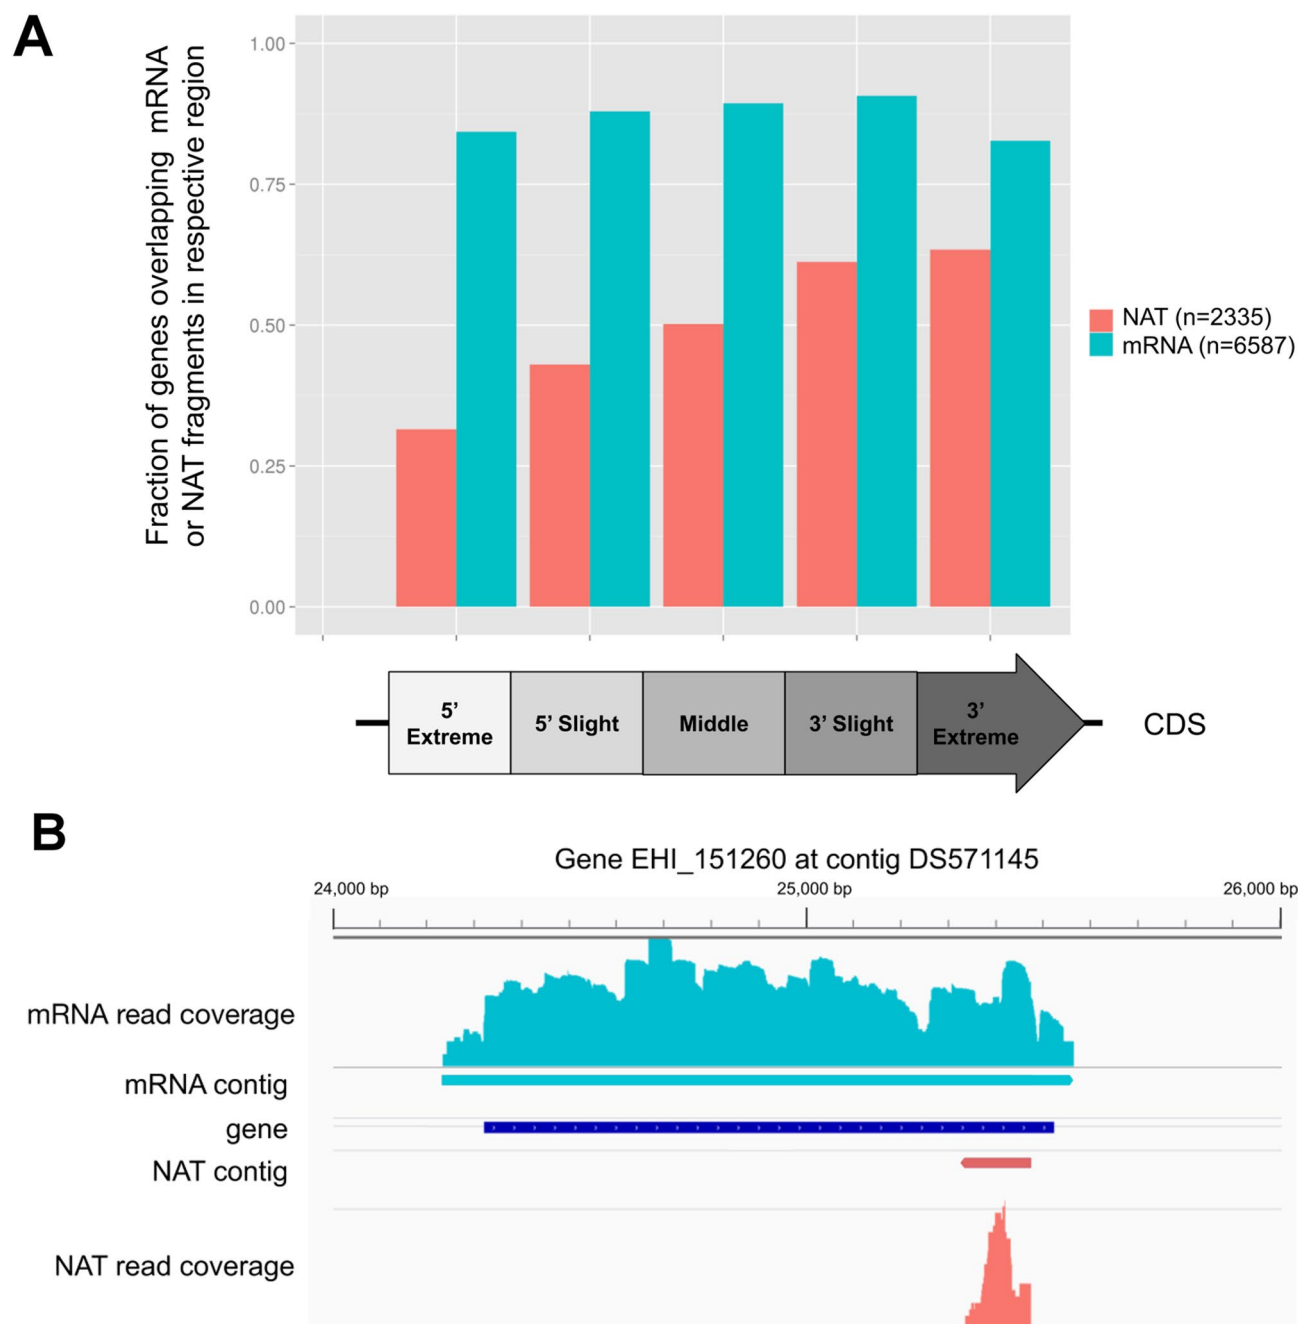 A
Fraction of genes overlapping mRNA
or NAT fragments in respective region
1.00
0.75
0.50
0.25
0.00
NAT (n=2335)
mRNA (n=6587)
5’
Extreme
5’ Slight
Middle
3’ Slight
3’
Extreme
CDS
B
Gene EHI_151260 at contig DS571145
24,000 bp
25,000 bp
26,000 bp
mRNA read coverage
mRNA contig
gene
NAT contig
NAT read coverage